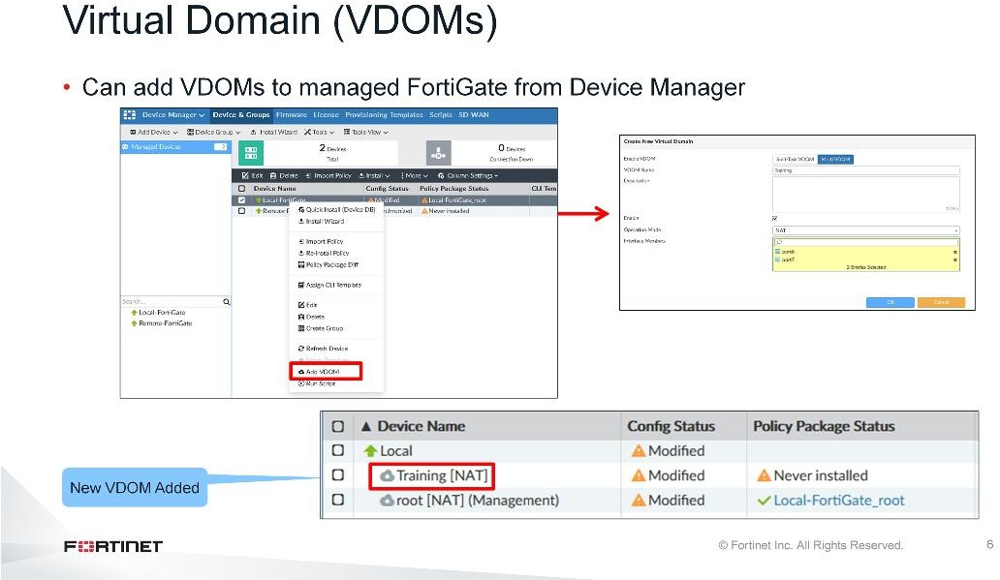 Virtual Domain (VDOMs)
• Can add VDOMs to managed FortiGate from Device Manager
Device Manager Device & Groups Firmware License Provisioning Templates Scripts SD-WAN
Add Device Device Group Install Wizard Tools Table View
Managed Devices 2
2 Devices
Total
0 Devices
Connection Down
Edit Delete Import Policy Install More Column Settings
Device Name Config Status Policy Package Status CLI Tem
Local-FortiGate Modified Local-FortiGate_root
Never installed
Quick Install (Device DB)
Install Wizard
Import Policy
Re-install Policy
Policy Package Diff
Assign CLI Template
Edit
Delete
Create Group
Refresh Device
Add VDOM
Run Script
Search...
Local-FortiGate
Remote-FortiGate
Create New Virtual Domain
Enable VDOM Split-Task VDOM Multi VDOM
VDOM Name Training
Description
Enable
Operation Mode NAT
Interface Members
port6
port7
2 Entries Selected
OK Cancel
Device Name Config Status Policy Package Status
Local Modified
Training [NAT] Modified Never installed
root [NAT] (Management) Modified Local-FortiGate_root
New VDOM Added
FORTINET
© Fortinet Inc. All Rights Reserved. 6